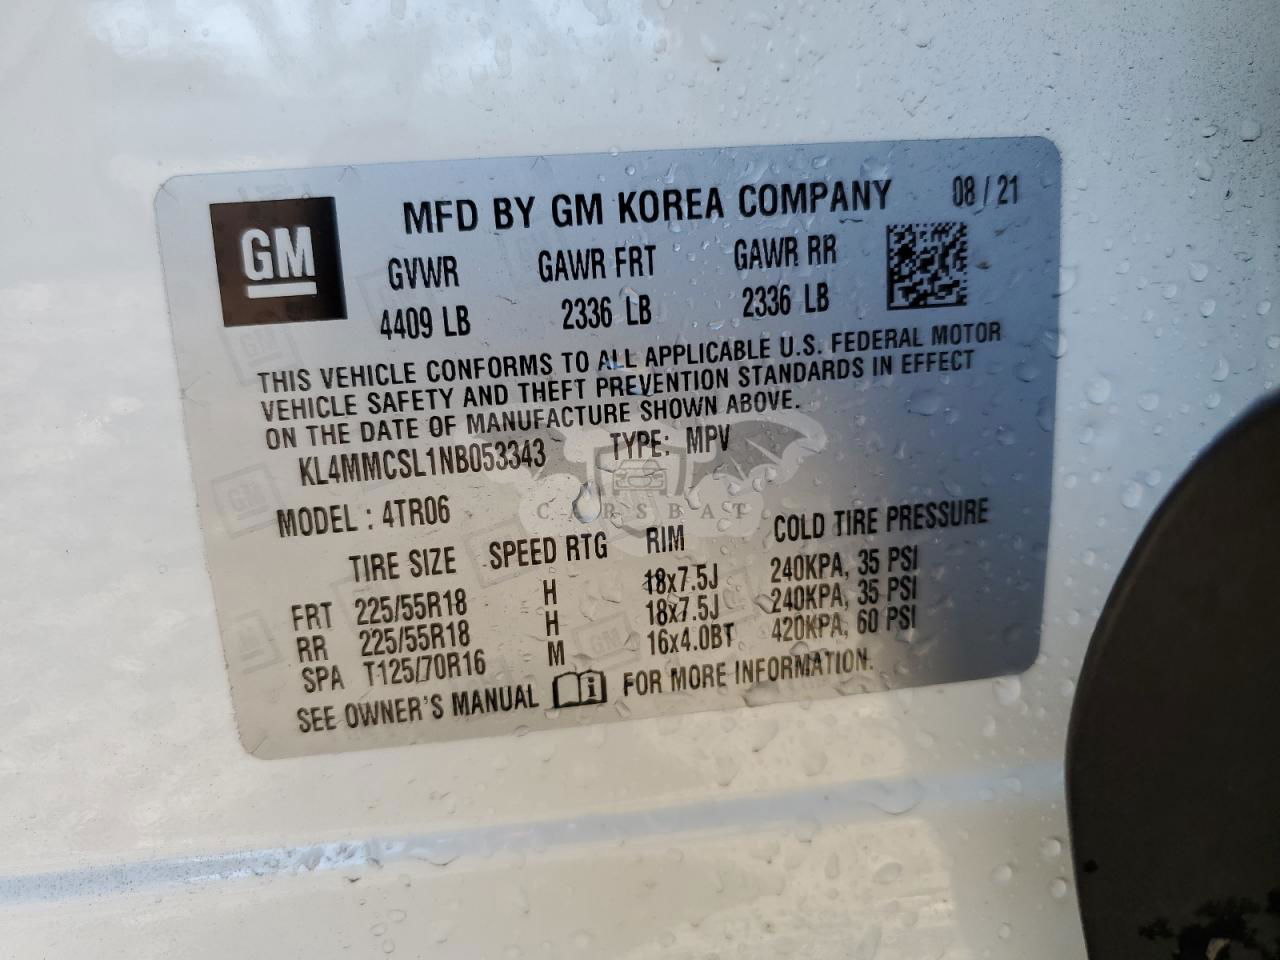 GM
MFD BY GM KOREA COMPANY 08 / 21
GVWR GAWR FRT GAWR RR
4409 LB 2336 LB 2336 LB
THIS VEHICLE CONFORMS TO ALL APPLICABLE U.S. FEDERAL MOTOR
VEHICLE SAFETY AND THEFT PREVENTION STANDARDS IN EFFECT
ON THE DATE OF MANUFACTURE SHOWN ABOVE.
KL4MMCSL1NB053343 TYPE: MPV
CARSBAT
MODEL : 4TR06
TIRE SIZE SPEED RTG RIM COLD TIRE PRESSURE
FRT 225/55R18 H 18x7.5J 240KPA, 35 PSI
RR 225/55R18 H 18x7.5J 240KPA, 35 PSI
SPA T125/70R16 M 16x4.0BT 420KPA, 60 PSI
SEE OWNER'S MANUAL i FOR MORE INFORMATION.